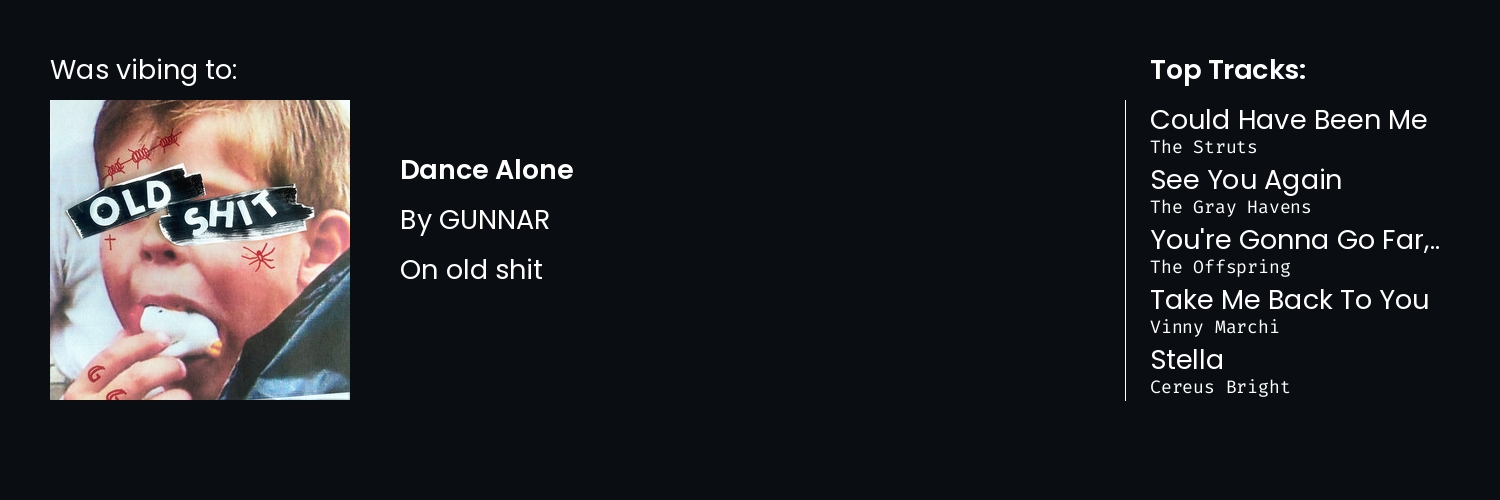 Was vibing to:
OLD
SHIT
Dance Alone
By GUNNAR
On old shit
Top Tracks:
Could Have Been Me
The Struts
See You Again
The Gray Havens
You're Gonna Go Far,..
The Offspring
Take Me Back To You
Vinny Marchi
Stella
Cereus Bright